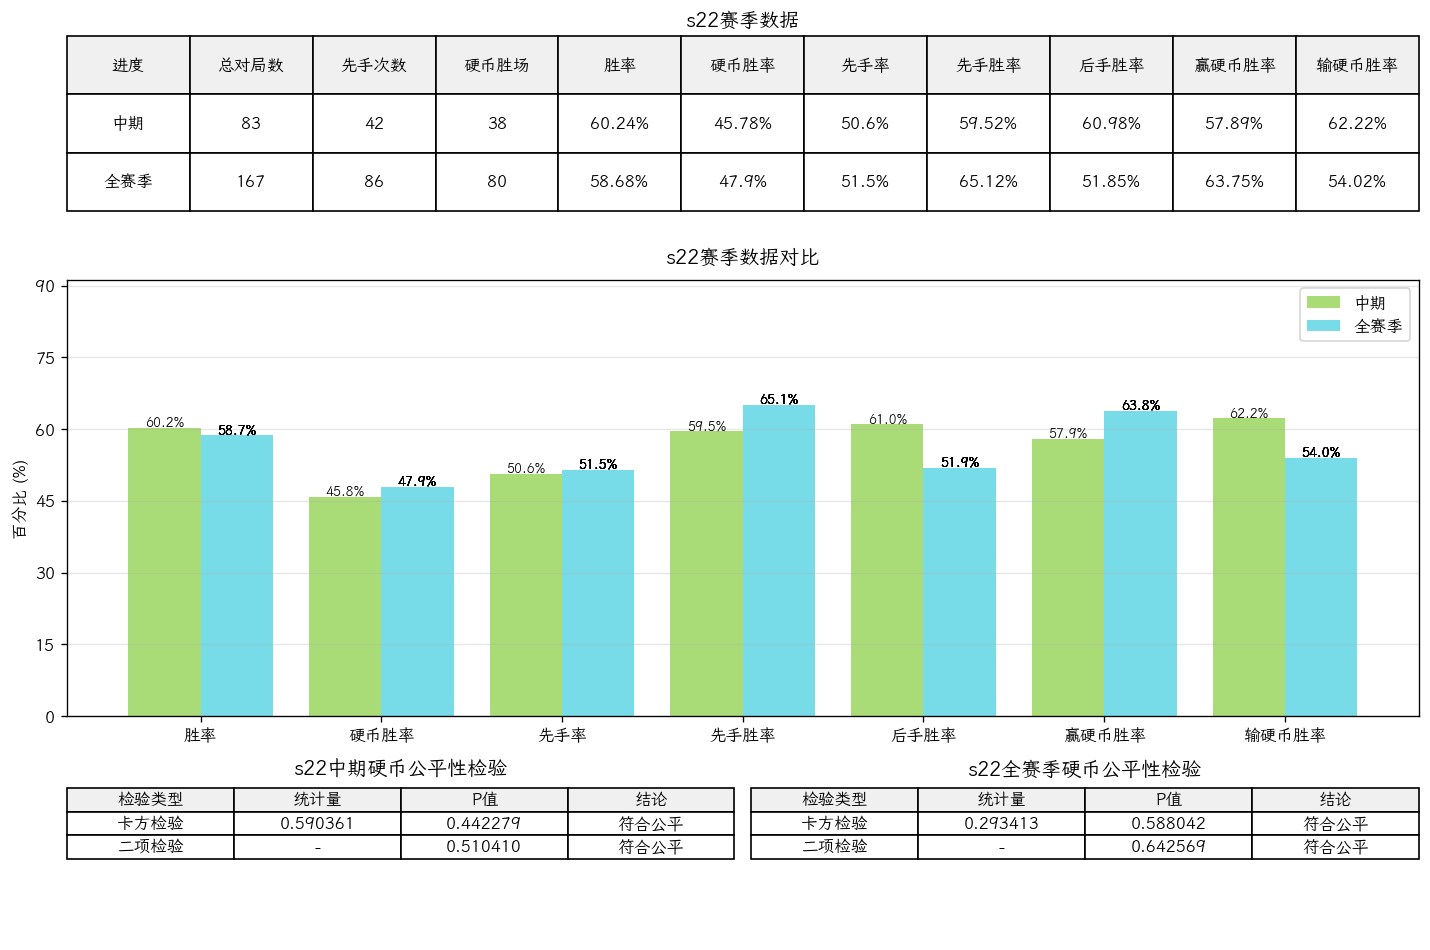 s22赛季数据
进度 总对局数 先手次数 硬币胜场 胜率 硬币胜率 先手率 先手胜率 后手胜率 赢硬币胜率 输硬币胜率
中期 83 42 38 60.24% 45.78% 50.6% 59.52% 60.98% 57.89% 62.22%
全赛季 167 86 80 58.68% 47.9% 51.5% 65.12% 51.85% 63.75% 54.02%
s22赛季数据对比
百分比 (%)
90
75
60
45
30
15
0
中期
全赛季
60.2% 58.7% 45.8% 47.9% 50.6% 51.5% 59.5% 65.1% 61.0% 51.9% 57.9% 63.8% 62.2% 54.0%
胜率 硬币胜率 先手率 先手胜率 后手胜率 赢硬币胜率 输硬币胜率
s22中期硬币公平性检验
检验类型 统计量 P值 结论
卡方检验 0.590361 0.442279 符合公平
二项检验 - 0.510410 符合公平
s22全赛季硬币公平性检验
检验类型 统计量 P值 结论
卡方检验 0.293413 0.588042 符合公平
二项检验 - 0.642569 符合公平